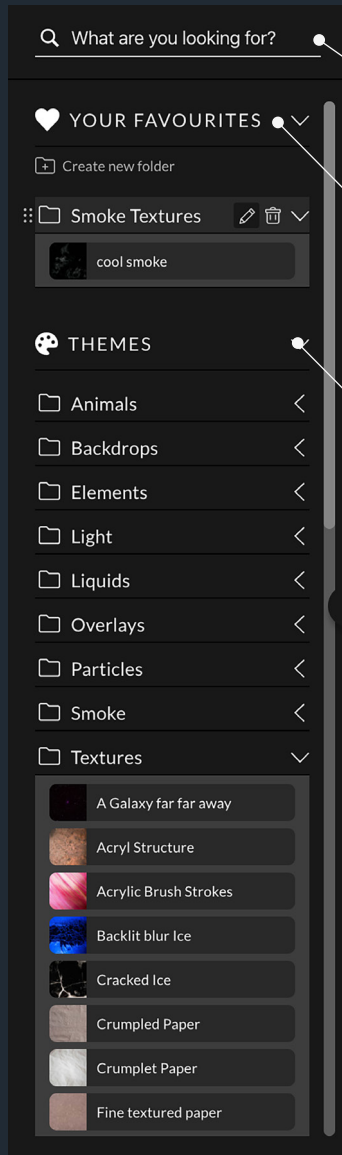 What are you looking for?
YOUR FAVOURITES
Create new folder
Smoke Textures
cool smoke
THEMES
Animals
Backdrops
Elements
Light
Liquids
Overlays
Particles
Smoke
Textures
A Galaxy far far away
Acryl Structure
Acrylic Brush Strokes
Backlit blur Ice
Cracked Ice
Crumpled Paper
Crumplet Paper
Fine textured paper